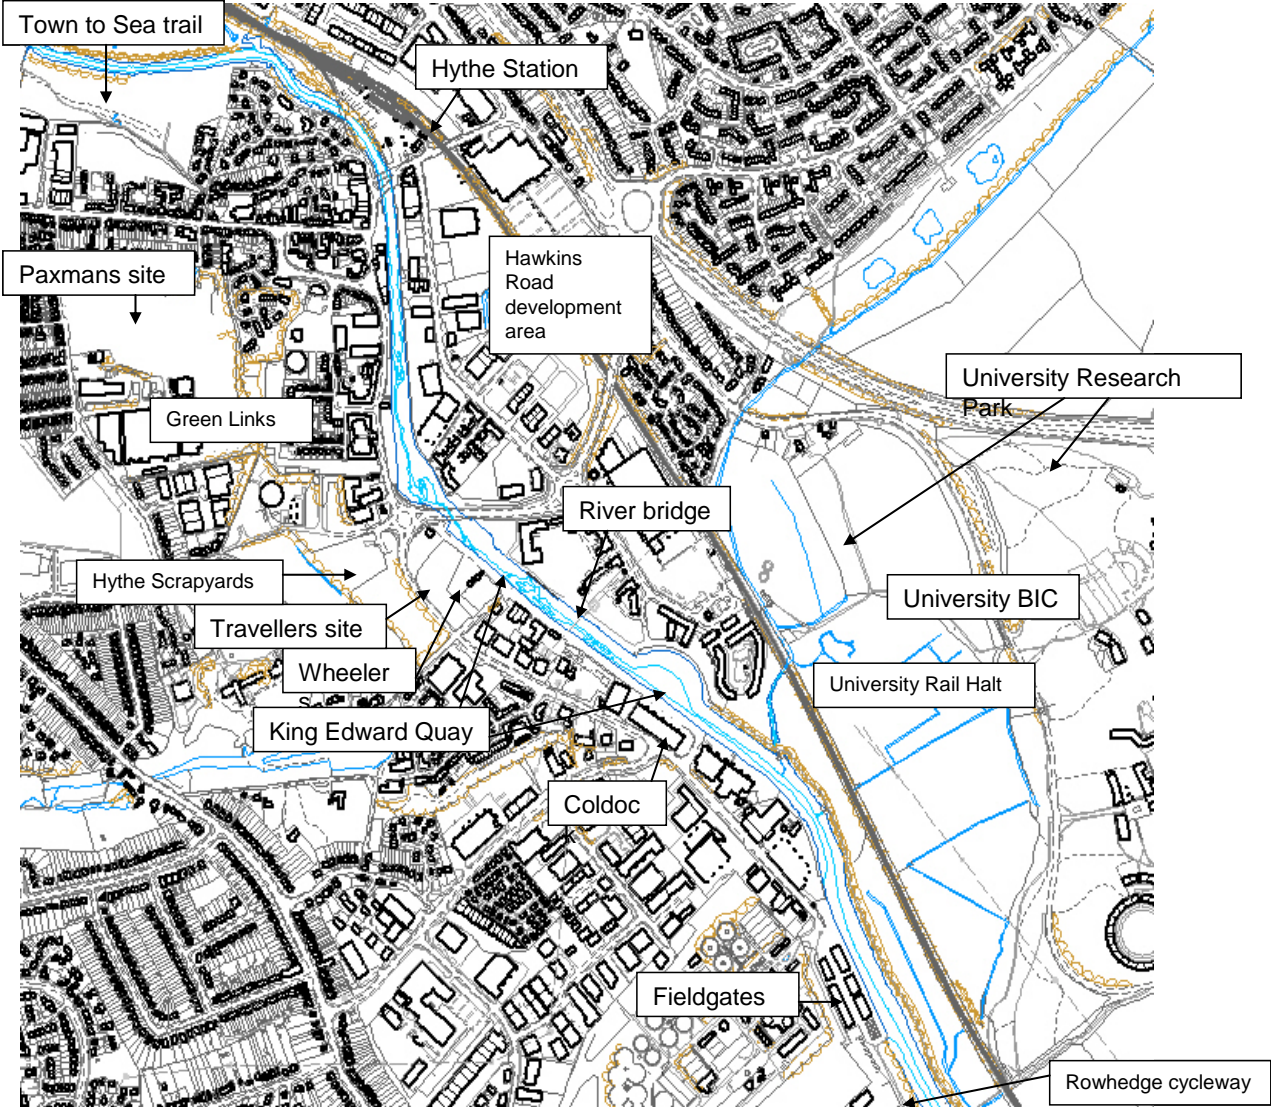 Town to Sea trail
Hythe Station
Hawkins
Road
development
area
Paxmans site
University Research
Park
Green Links
River bridge
Hythe Scrapyards
University BIC
Travellers site
Wheeler
University Rail Halt
King Edward Quay
Coldoc
Fieldgates
Rowhedge cycleway